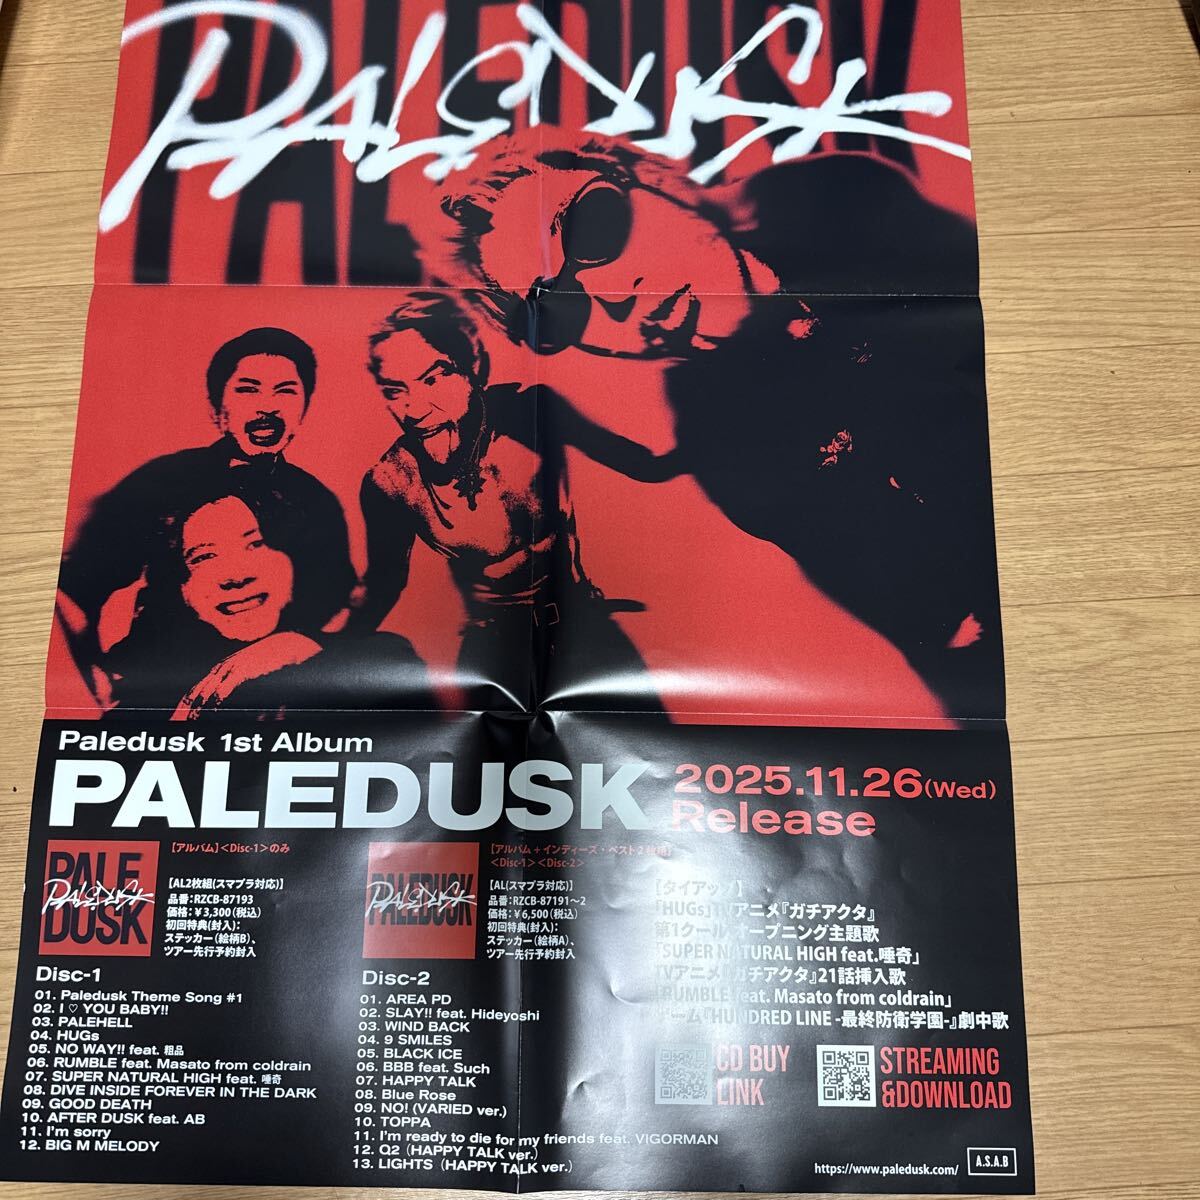 PALEDUSK
PALEDUSK
Paledusk 1st Album
PALEDUSK
2025.11.26(Wed)
Release
PALE
DUSK
PALEDUSK
【アルバム】<Disc-1>のみ
【AL2枚組(スマプラ対応)】
品番:RZCB-87193
価格:￥3,300(税込)
初回特典(封入):
ステッカー(絵柄B)、
ツアー先行予約封入
Disc-1
01. Paledusk Theme Song #1
02. I ♡ YOU BABY!!
03. PALEHELL
04. HUGs
05. NO WAY!! feat. 粗品
06. RUMBLE feat. Masato from coldrain
07. SUPER NATURAL HIGH feat. 唾奇
08. DIVE INSIDE FOREVER IN THE DARK
09. GOOD DEATH
10. AFTER DUSK feat. AB
11. I'm sorry
12. BIG M MELODY
PALEDUSK
PALEDUSK
【アルバム+インディーズ・ベスト2枚組】
<Disc-1> <Disc-2>
【AL(スマプラ対応)】
品番:RZCB-87191～2
価格:￥6,500(税込)
初回特典(封入):
ステッカー(絵柄A)、
ツアー先行予約封入
Disc-2
01. AREA PD
02. SLAY!! feat. Hideyoshi
03. WIND BACK
04. 9 SMILES
05. BLACK ICE
06. BBB feat. Such
07. HAPPY TALK
08. Blue Rose
09. NO! (VARIED ver.)
10. TOPPA
11. I'm ready to die for my friends feat. VIGORMAN
12. Q2 (HAPPY TALK ver.)
13. LIGHTS (HAPPY TALK ver.)
【タイアップ】
「HUGs」TVアニメ『ガチアクタ』
第1クール オープニング主題歌
「SUPER NATURAL HIGH feat.唾奇」
TVアニメ『ガチアクタ』21話挿入歌
「RUMBLE feat. Masato from coldrain」
ゲーム『HUNDRED LINE -最終防衛学園-』劇中歌
CD BUY
LINK
STREAMING
&DOWNLOAD
https://www.paledusk.com/
A.S.A.B